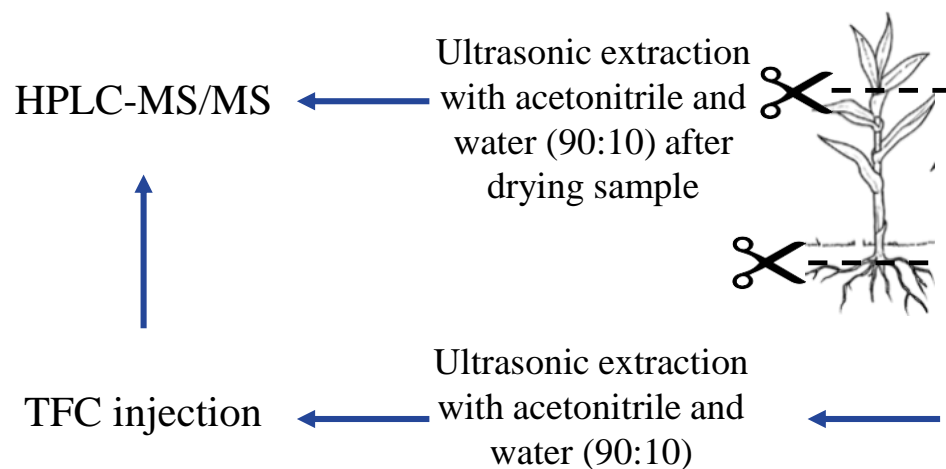 Ultrasonic extraction
with acetonitrile and
water (90:10) after
drying sample
HPLC-MS/MS
Ultrasonic extraction
with acetonitrile and
water (90:10)
TFC injection